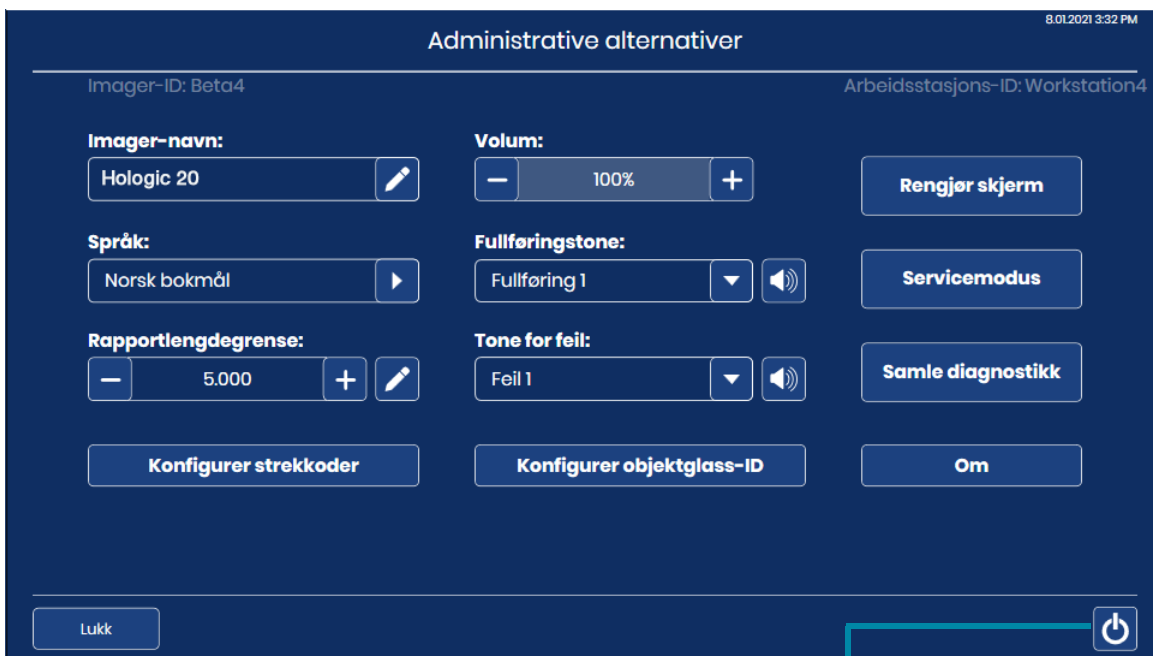 8.01.2021 3:32 PM
Administrative alternativer
Imager-ID: Beta4
Arbeidsstasjons-ID: Workstation4
Imager-navn:
Hologic 20
Volum:
100%
Rengjør skjerm
Språk:
Norsk bokmål
Fullføringstone:
Fullføring 1
Servicemodus
Rapportlengdegrense:
5.000
Tone for feil:
Feil 1
Samle diagnostikk
Konfigurer strekkoder
Konfigurer objektglass-ID
Om
Lukk